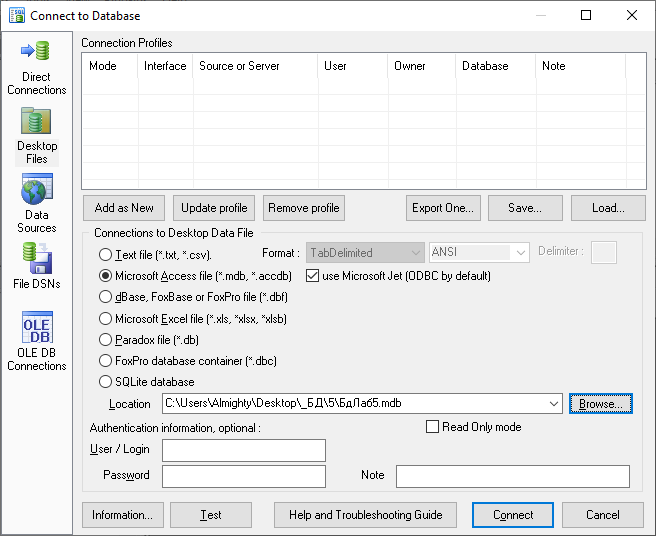 Connect to Database
Direct
Connections
Desktop
Files
Data
Sources
File DSNs
OLE
DB
OLE DB
Connections
Connection Profiles
Mode Interface Source or Server User Owner Database Note
Add as New Update profile Remove profile Export One... Save... Load...
Connections to Desktop Data File
Text file (*.txt, *.csv). Format : TabDelimited ANSI Delimiter :
Microsoft Access file (*.mdb, *.accdb) use Microsoft Jet (ODBC by default)
dBase, FoxBase or FoxPro file (*.dbf)
Microsoft Excel file (*.xls, *xlsx, *xlsb)
Paradox file (*.db)
FoxPro database container (*.dbc)
SQLite database
Location C:\Users\Almighty\Desktop\_БД\5\БдЛаб5.mdb Browse...
Authentication information, optional : Read Only mode
User / Login
Password Note
Information... Test Help and Troubleshooting Guide Connect Cancel